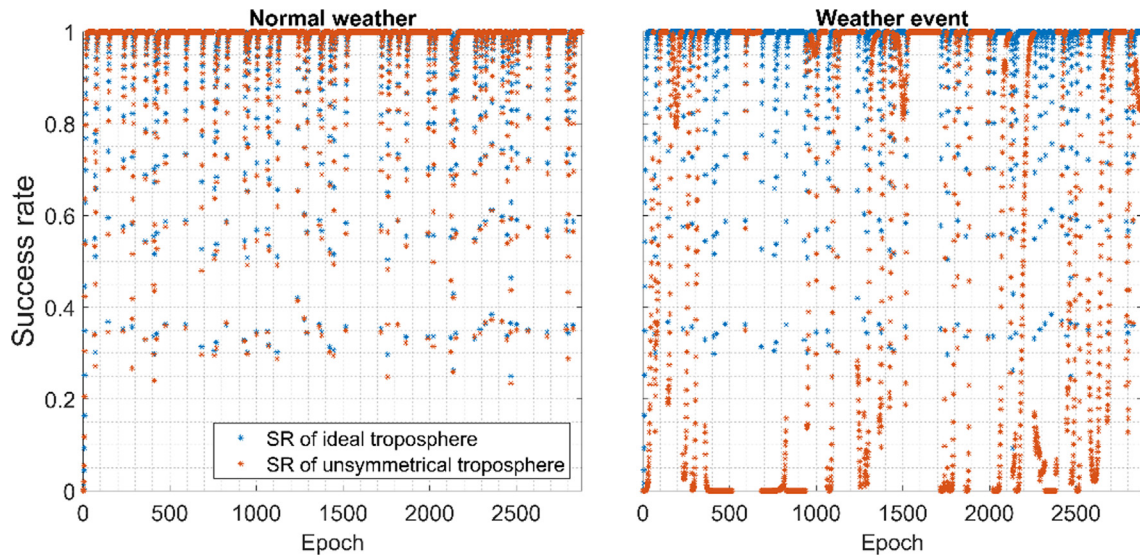 Normal weather
Success rate
1
0.8
0.6
0.4
0.2
0
SR of ideal troposphere
SR of unsymmetrical troposphere
0 500 1000 1500 2000 2500
Epoch
Weather event
0 500 1000 1500 2000 2500
Epoch